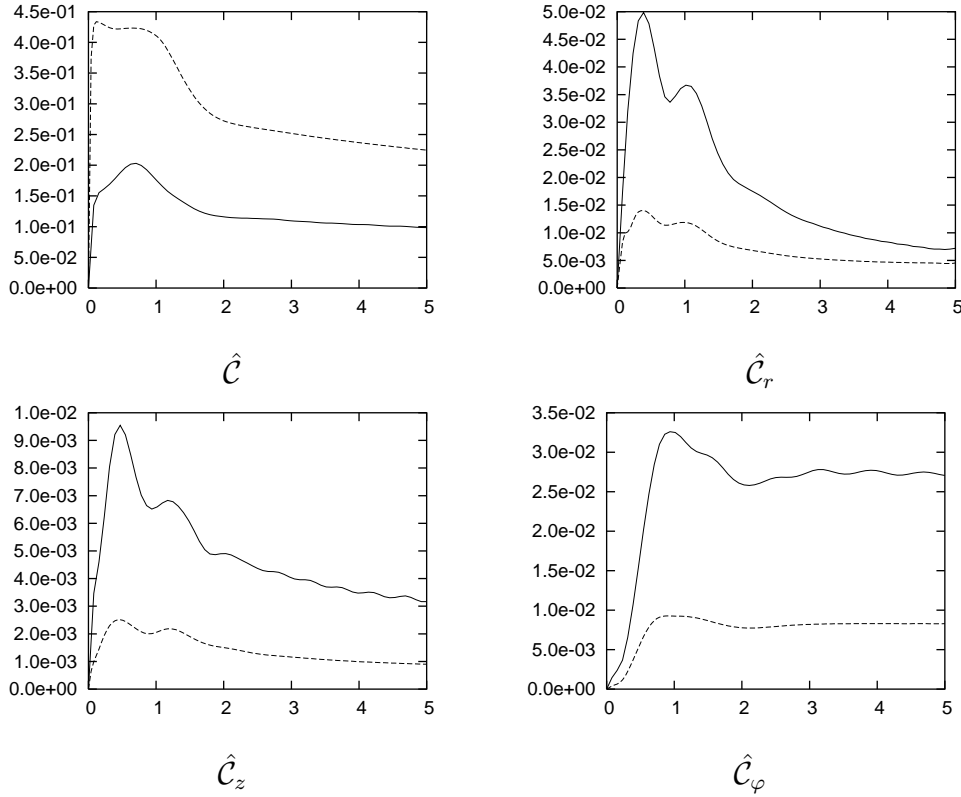 4.5e-01
4.0e-01
3.5e-01
3.0e-01
2.5e-01
2.0e-01
1.5e-01
1.0e-01
5.0e-02
0.0e+00
0 1 2 3 4 5
Ĉ
5.0e-02
4.5e-02
4.0e-02
3.5e-02
3.0e-02
2.5e-02
2.0e-02
1.5e-02
1.0e-02
5.0e-03
0.0e+00
0 1 2 3 4 5
Ĉ_r
1.0e-02
9.0e-03
8.0e-03
7.0e-03
6.0e-03
5.0e-03
4.0e-03
3.0e-03
2.0e-03
1.0e-03
0.0e+00
0 1 2 3 4 5
Ĉ_z
3.5e-02
3.0e-02
2.5e-02
2.0e-02
1.5e-02
1.0e-02
5.0e-03
0.0e+00
0 1 2 3 4 5
Ĉ_φ